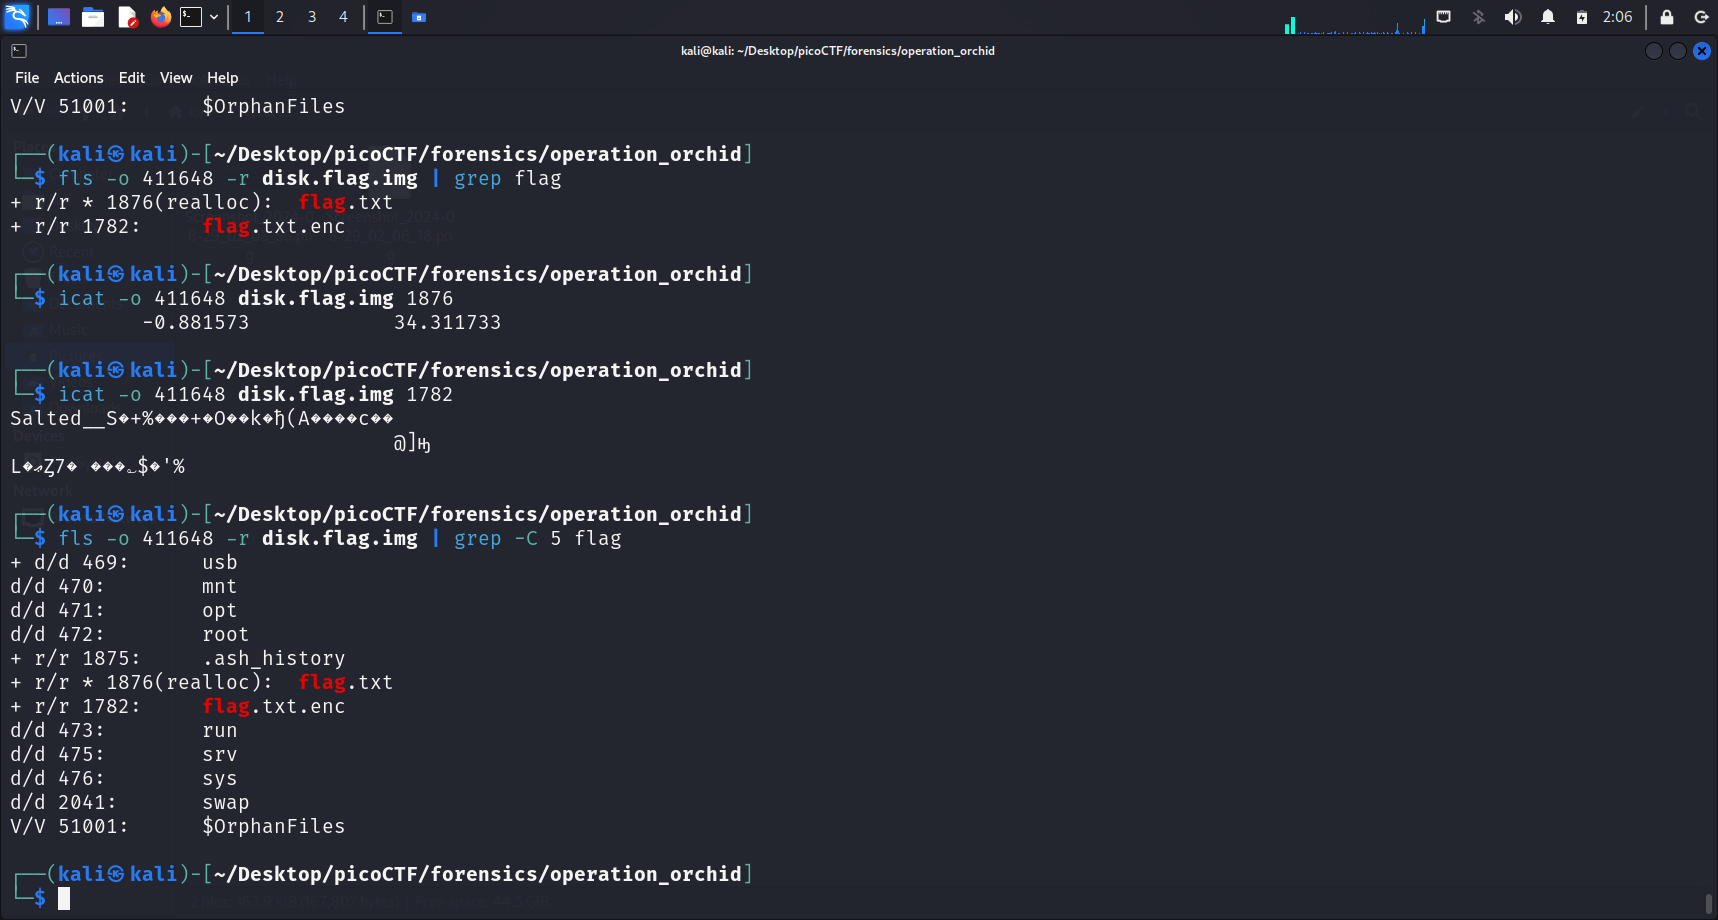 1 2 3 4
2:06
kali@kali: ~/Desktop/picoCTF/forensics/operation_orchid
File Actions Edit View Help
V/V 51001: $OrphanFiles
┌──(kali㉿kali)-[~/Desktop/picoCTF/forensics/operation_orchid]
└─$ fls -o 411648 -r disk.flag.img | grep flag
+ r/r * 1876(realloc): flag.txt
+ r/r 1782: flag.txt.enc
┌──(kali㉿kali)-[~/Desktop/picoCTF/forensics/operation_orchid]
└─$ icat -o 411648 disk.flag.img 1876
-0.881573 34.311733
┌──(kali㉿kali)-[~/Desktop/picoCTF/forensics/operation_orchid]
└─$ icat -o 411648 disk.flag.img 1782
Salted__S�+%���+�O��k�ђ(A����c��
@]ԣ
L�Ȥ7� ���$�'%
┌──(kali㉿kali)-[~/Desktop/picoCTF/forensics/operation_orchid]
└─$ fls -o 411648 -r disk.flag.img | grep -C 5 flag
+ d/d 469: usb
d/d 470: mnt
d/d 471: opt
d/d 472: root
+ r/r 1875: .ash_history
+ r/r * 1876(realloc): flag.txt
+ r/r 1782: flag.txt.enc
d/d 473: run
d/d 475: srv
d/d 476: sys
d/d 2041: swap
V/V 51001: $OrphanFiles
┌──(kali㉿kali)-[~/Desktop/picoCTF/forensics/operation_orchid]
└─$